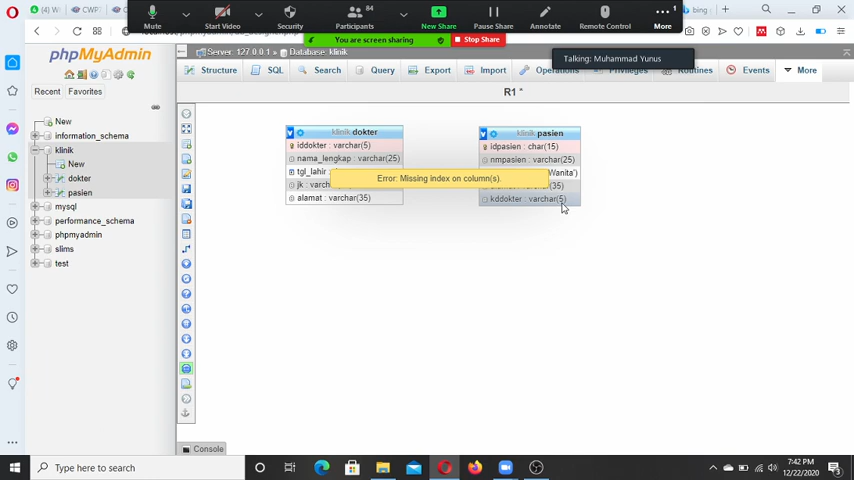 Mute
Start Video
Security
Participants
84
New Share
Pause Share
Annotate
Remote Control
More
1
You are screen sharing
Stop Share
Talking: Muhammad Yunus
bing
phpMyAdmin
Recent
Favorites
New
information_schema
klinik
New
dokter
pasien
mysql
performance_schema
phpmyadmin
slims
test
Server: 127.0.0.1 » Database: klinik
Structure
SQL
Search
Query
Export
Import
Operations
Privileges
Routines
Events
More
R1 *
klinik dokter
iddokter : varchar(5)
nama_lengkap : varchar(25)
tgl_lahir
jk : varch
alamat : varchar(35)
klinik pasien
idpasien : char(15)
nmpasien : varchar(25)
Wanita')
(35)
kddokter : varchar(5)
Error: Missing index on column(s).
Console
Type here to search
7:42 PM
12/22/2020